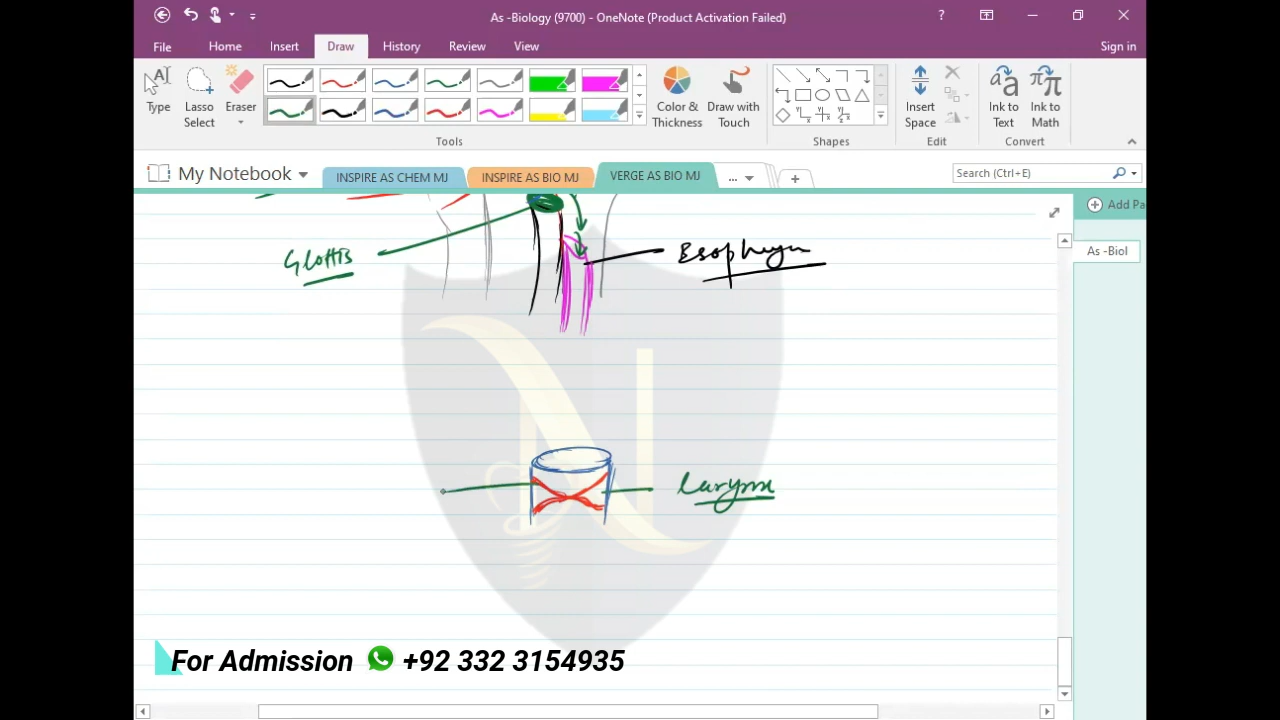 As -Biology (9700) - OneNote (Product Activation Failed)
?
File Home Insert Draw History Review View Sign in
Type Lasso Select Eraser
Color & Thickness Draw with Touch
Insert Space
Ink to Text Ink to Math
Tools Shapes Edit Convert
My Notebook INSPIRE AS CHEM MJ INSPIRE AS BIO MJ VERGE AS BIO MJ ... + Search (Ctrl+E)
Add Pa
As -Biol
Glottis
Esophagus
Larynx
For Admission +92 332 3154935